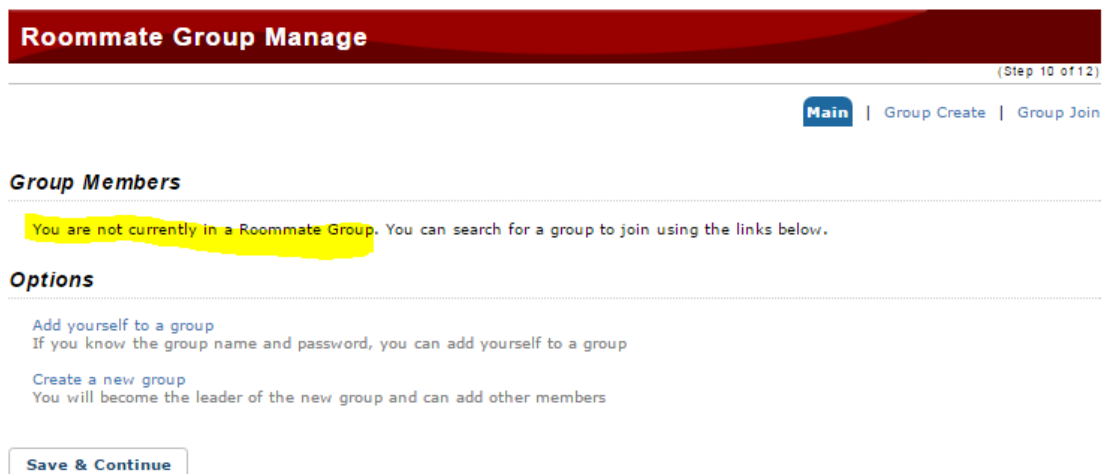 Roommate Group Manage
(Step 10 of 12)
Main | Group Create | Group Join
Group Members
You are not currently in a Roommate Group. You can search for a group to join using the links below.
Options
Add yourself to a group
If you know the group name and password, you can add yourself to a group
Create a new group
You will become the leader of the new group and can add other members
Save & Continue